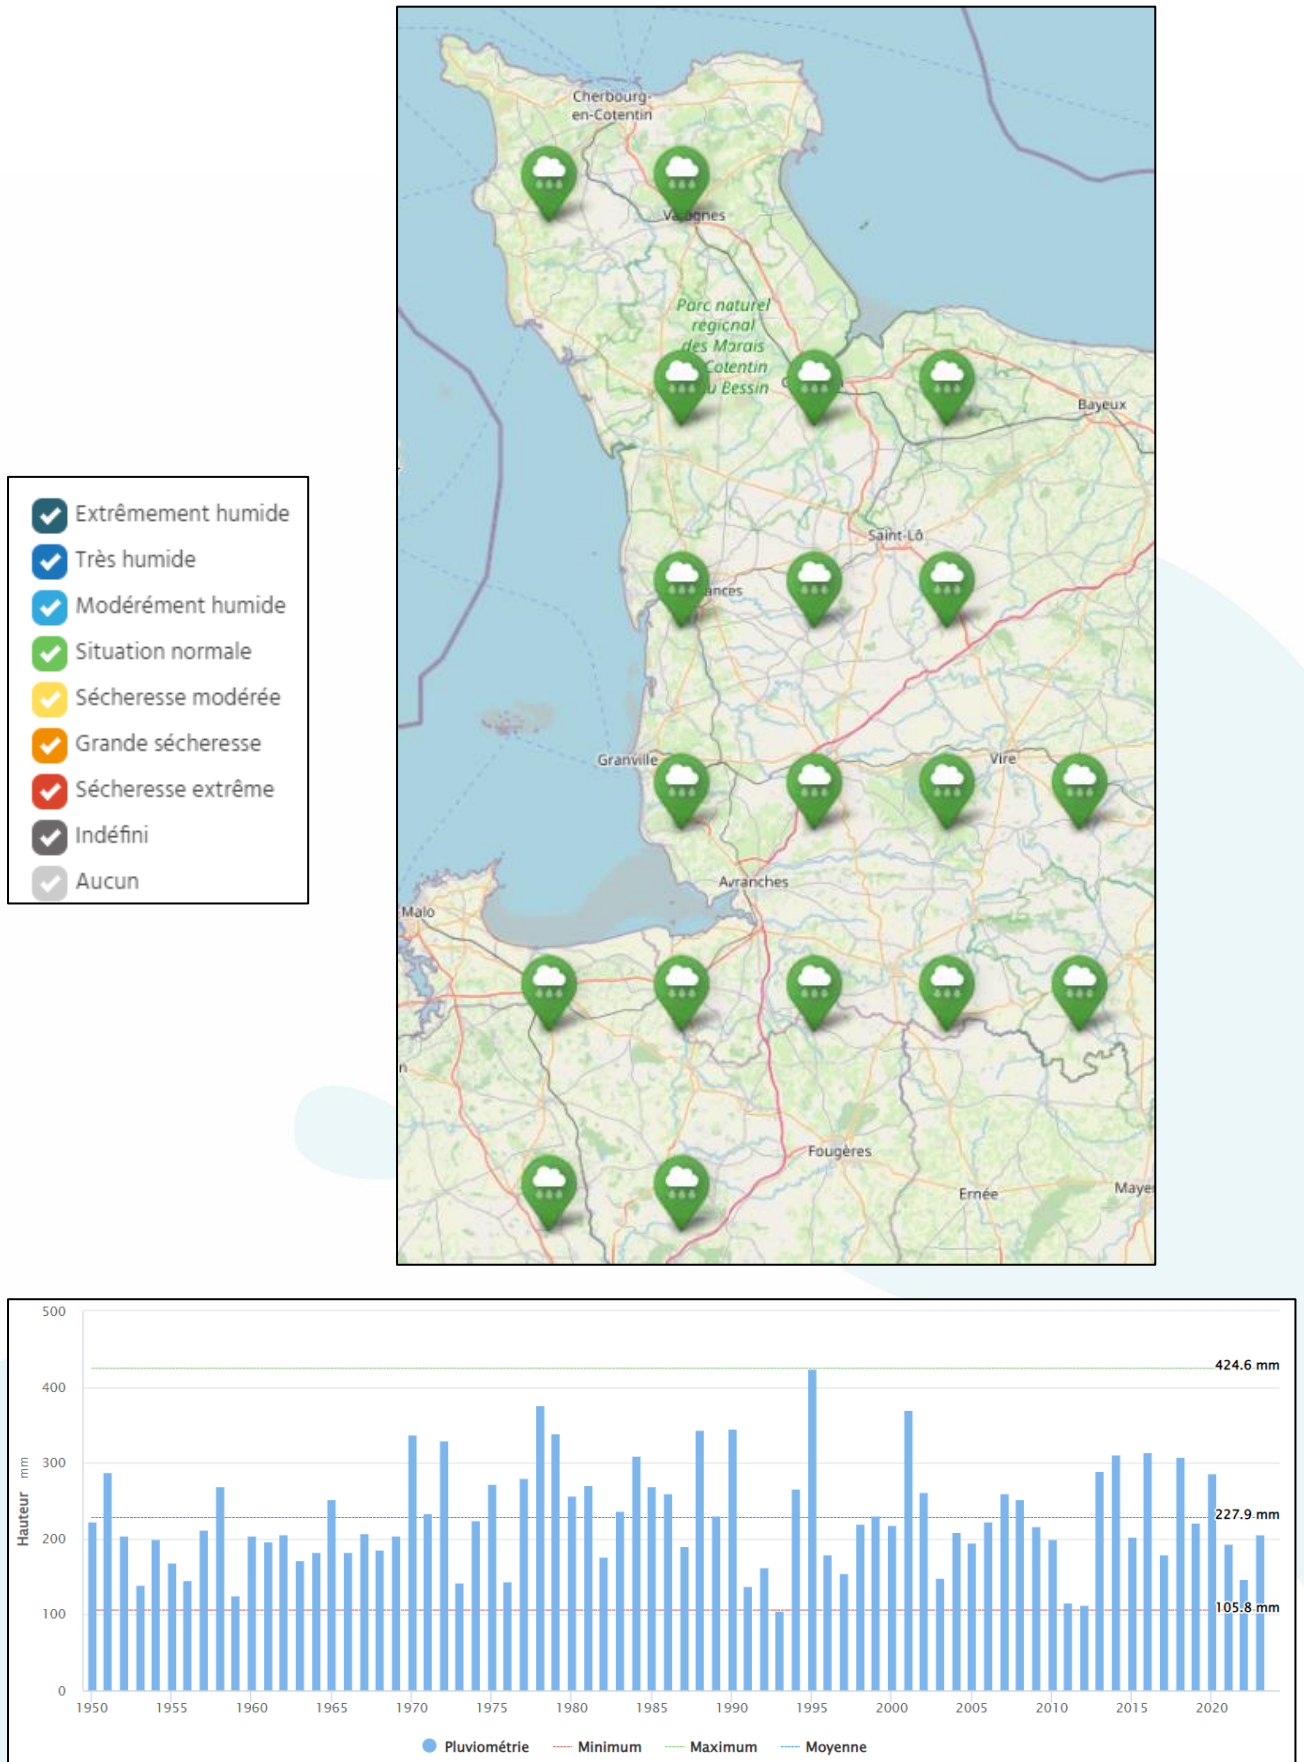 Cherbourg-
en-Cotentin
Parc naturel
régional
des Marais
Cotentin
u Bessin
Bayeux
Saint-Lô
ances
Granville
Vire
Avranches
Malo
Fougères
Ernée
Maye
Extrêmement humide
Très humide
Modérément humide
Situation normale
Sécheresse modérée
Grande sécheresse
Sécheresse extrême
Indéfini
Aucun
500
400
300
200
100
0
Hauteur mm
424.6 mm
227.9 mm
105.8 mm
1950 1955 1960 1965 1970 1975 1980 1985 1990 1995 2000 2005 2010 2015 2020
Pluviométrie Minimum Maximum Moyenne